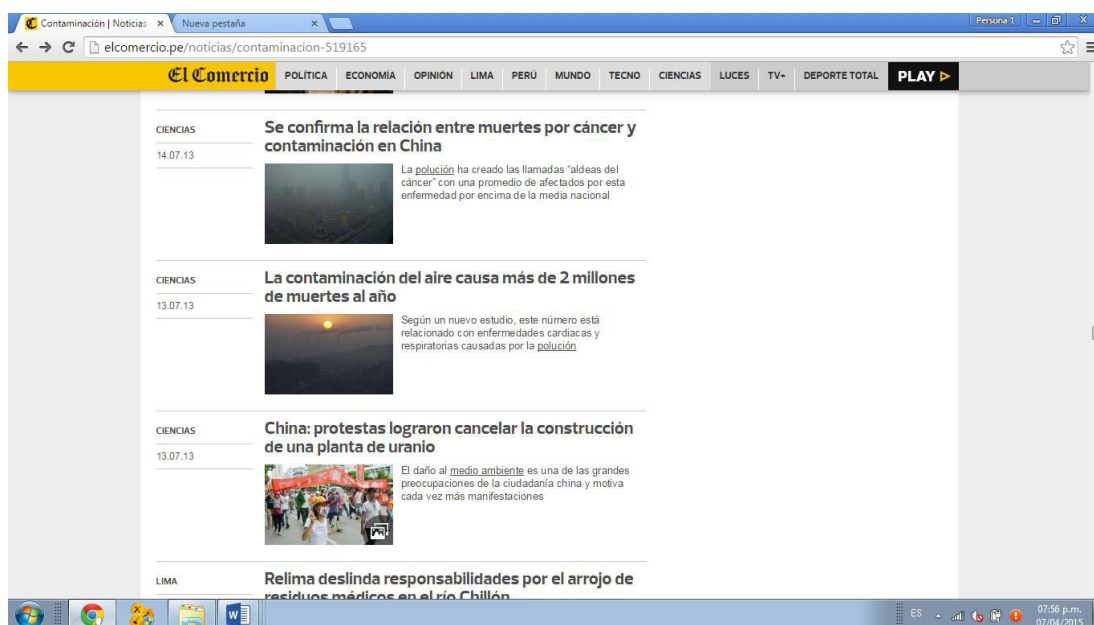 Contaminación | Noticias
Nueva pestaña
Persona 1
elcomercio.pe/noticias/contaminacion-519165
El Comercio POLÍTICA ECONOMÍA OPINIÓN LIMA PERÚ MUNDO TECNO CIENCIAS LUCES TV+ DEPORTE TOTAL PLAY
CIENCIAS
14.07.13
Se confirma la relación entre muertes por cáncer y
contaminación en China
La polución ha creado las llamadas "aldeas del
cáncer" con una promedio de afectados por esta
enfermedad por encima de la media nacional
CIENCIAS
13.07.13
La contaminación del aire causa más de 2 millones
de muertes al año
Según un nuevo estudio, este número está
relacionado con enfermedades cardiacas y
respiratorias causadas por la polución
CIENCIAS
13.07.13
China: protestas lograron cancelar la construcción
de una planta de uranio
El daño al medio ambiente es una de las grandes
preocupaciones de la ciudadanía china y motiva
cada vez más manifestaciones
LIMA
Relima deslinda responsabilidades por el arrojo de
residuos médicos en el río Chillón
ES
07:56 p.m.
07/04/2015